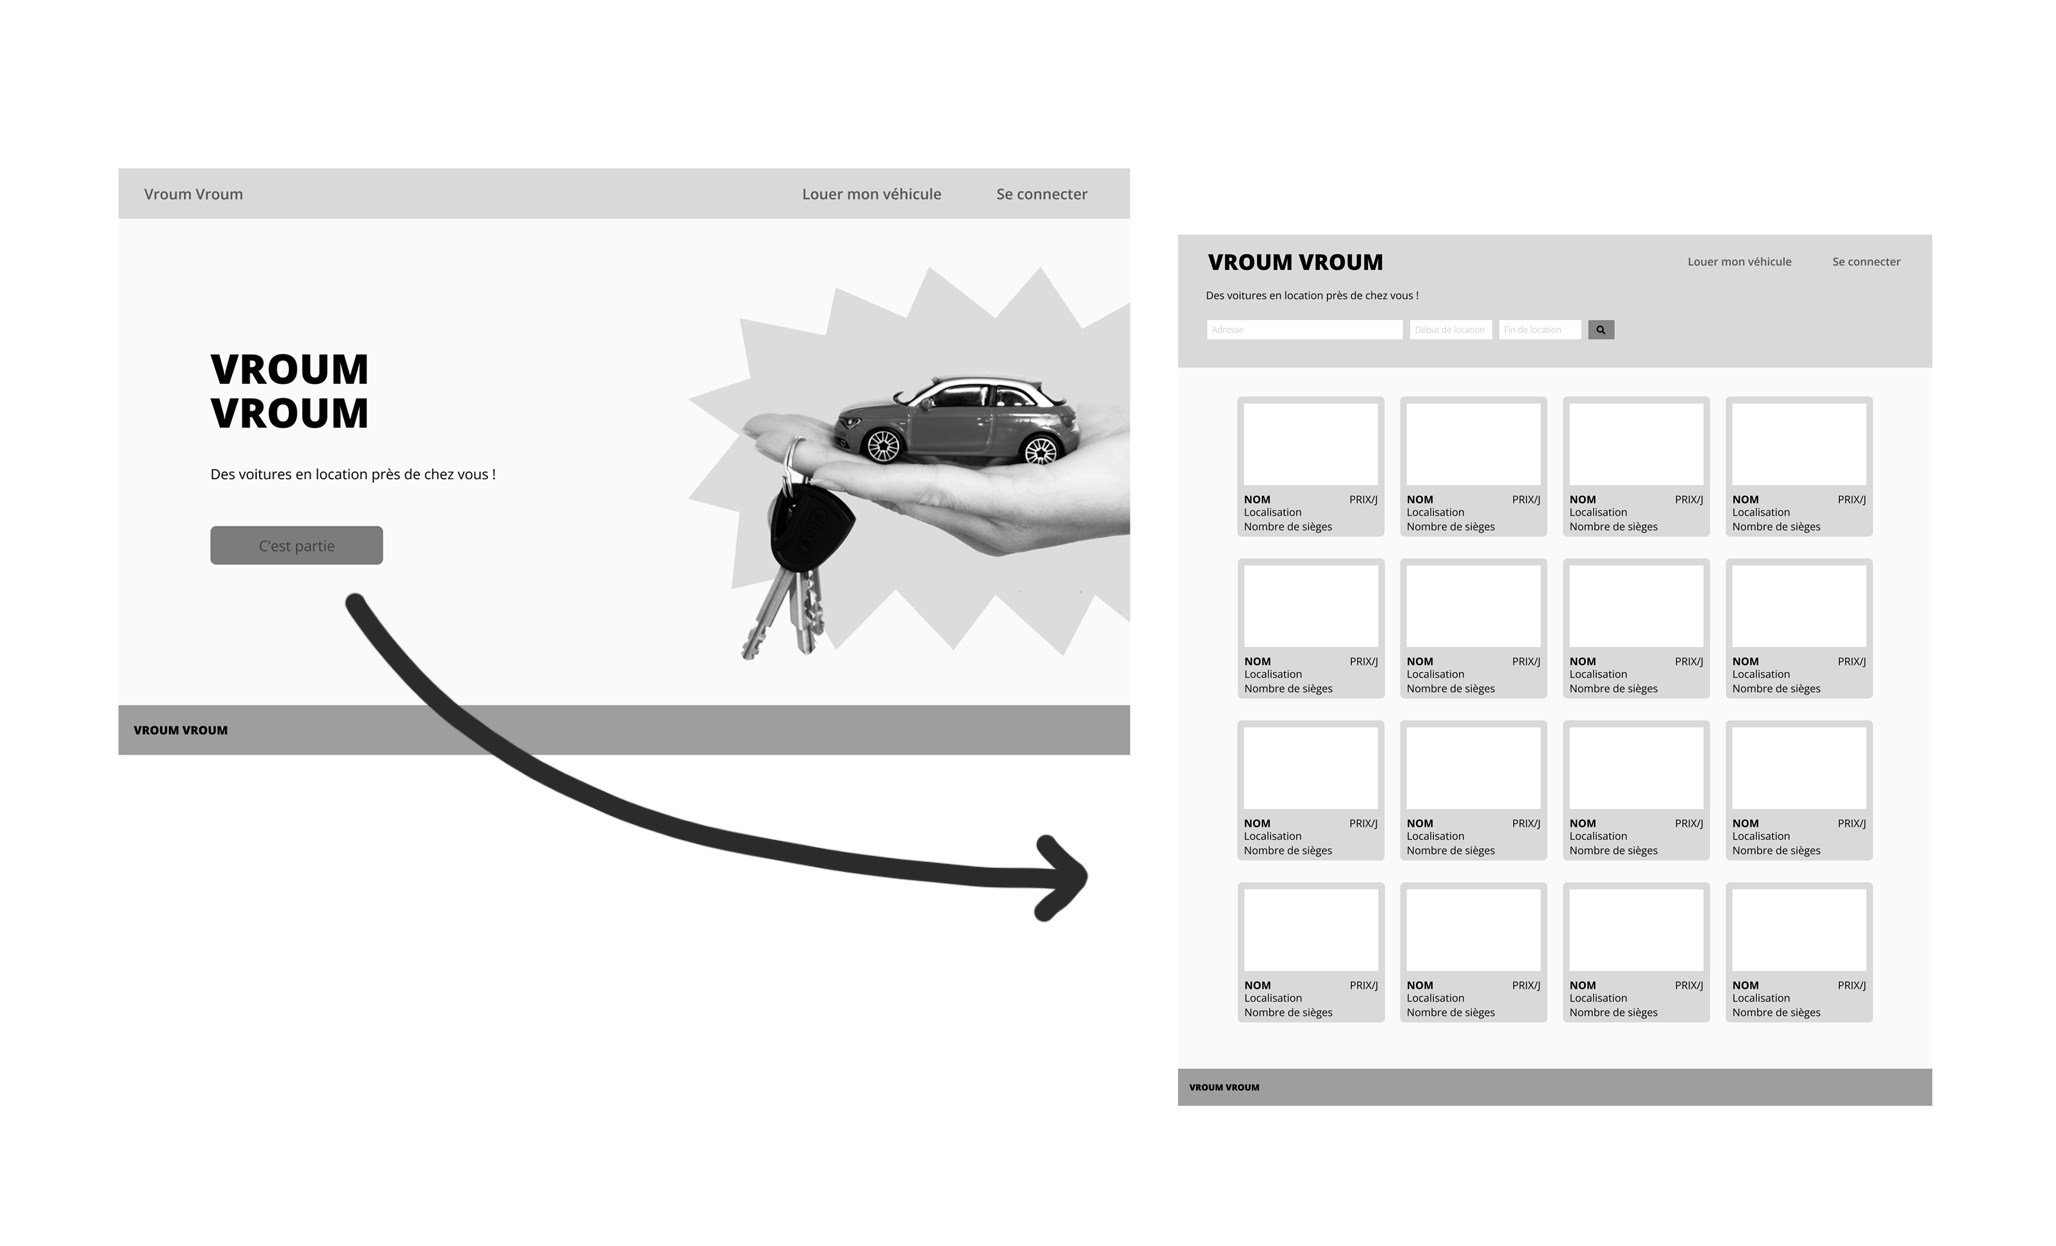 Vroum Vroum
Louer mon véhicule
Se connecter
VROUM
VROUM
Des voitures en location près de chez vous !
C'est partie
VROUM VROUM
VROUM VROUM
Louer mon véhicule
Se connecter
Des voitures en location près de chez vous !
Adresse
Début de location
Fin de location
NOM PRIX/J
Localisation
Nombre de sièges
NOM PRIX/J
Localisation
Nombre de sièges
NOM PRIX/J
Localisation
Nombre de sièges
NOM PRIX/J
Localisation
Nombre de sièges
NOM PRIX/J
Localisation
Nombre de sièges
NOM PRIX/J
Localisation
Nombre de sièges
NOM PRIX/J
Localisation
Nombre de sièges
NOM PRIX/J
Localisation
Nombre de sièges
NOM PRIX/J
Localisation
Nombre de sièges
NOM PRIX/J
Localisation
Nombre de sièges
NOM PRIX/J
Localisation
Nombre de sièges
NOM PRIX/J
Localisation
Nombre de sièges
NOM PRIX/J
Localisation
Nombre de sièges
NOM PRIX/J
Localisation
Nombre de sièges
NOM PRIX/J
Localisation
Nombre de sièges
NOM PRIX/J
Localisation
Nombre de sièges
VROUM VROUM